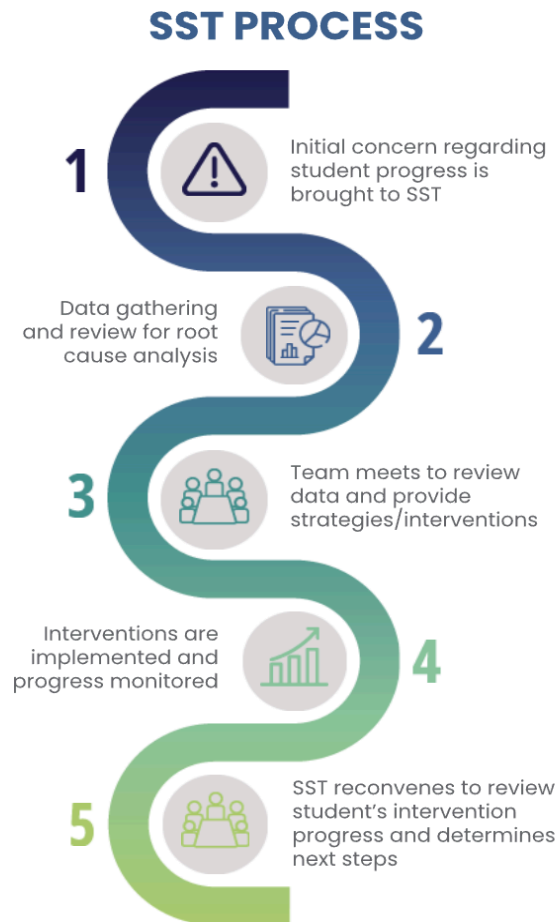 SST PROCESS
1
Initial concern regarding
student progress is
brought to SST
Data gathering
and review for root
cause analysis
2
3
Team meets to review
data and provide
strategies/interventions
Interventions are
implemented and
progress monitored
4
5
SST reconvenes to review
student's intervention
progress and determines
next steps